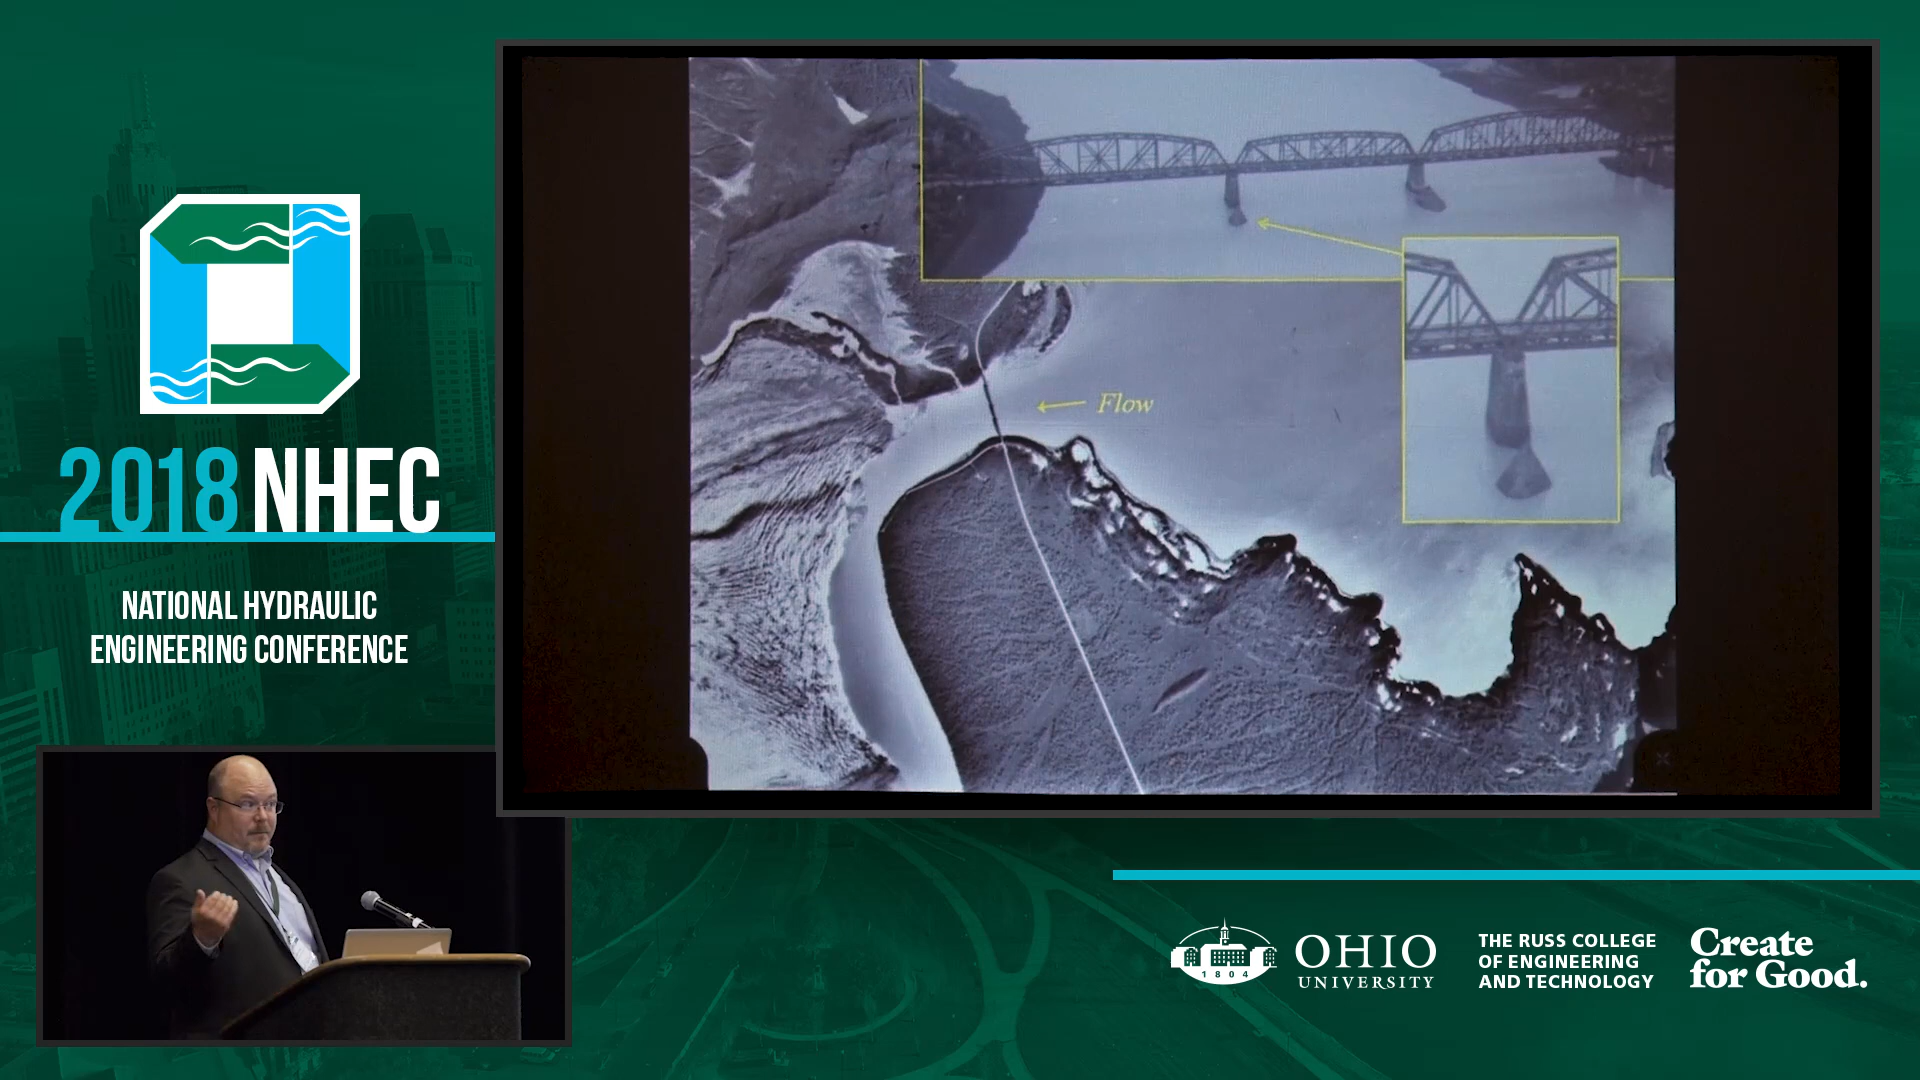 2018 NHEC
NATIONAL HYDRAULIC
ENGINEERING CONFERENCE
Flow
1804
OHIO
UNIVERSITY
THE RUSS COLLEGE
OF ENGINEERING
AND TECHNOLOGY
Create
for Good.